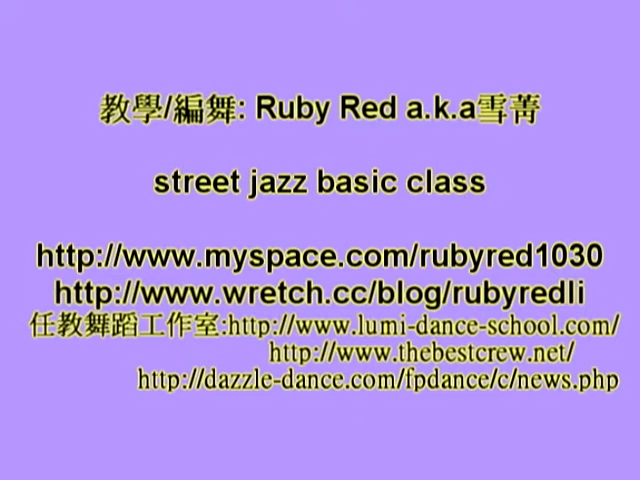 教學/編舞: Ruby Red a.k.a雪菁
street jazz basic class
http://www.myspace.com/rubyred1030
http://www.wretch.cc/blog/rubyredli
任教舞蹈工作室:http://www.lumi-dance-school.com/
http://www.thebestcrew.net/
http://dazzle-dance.com/fpdance/c/news.php